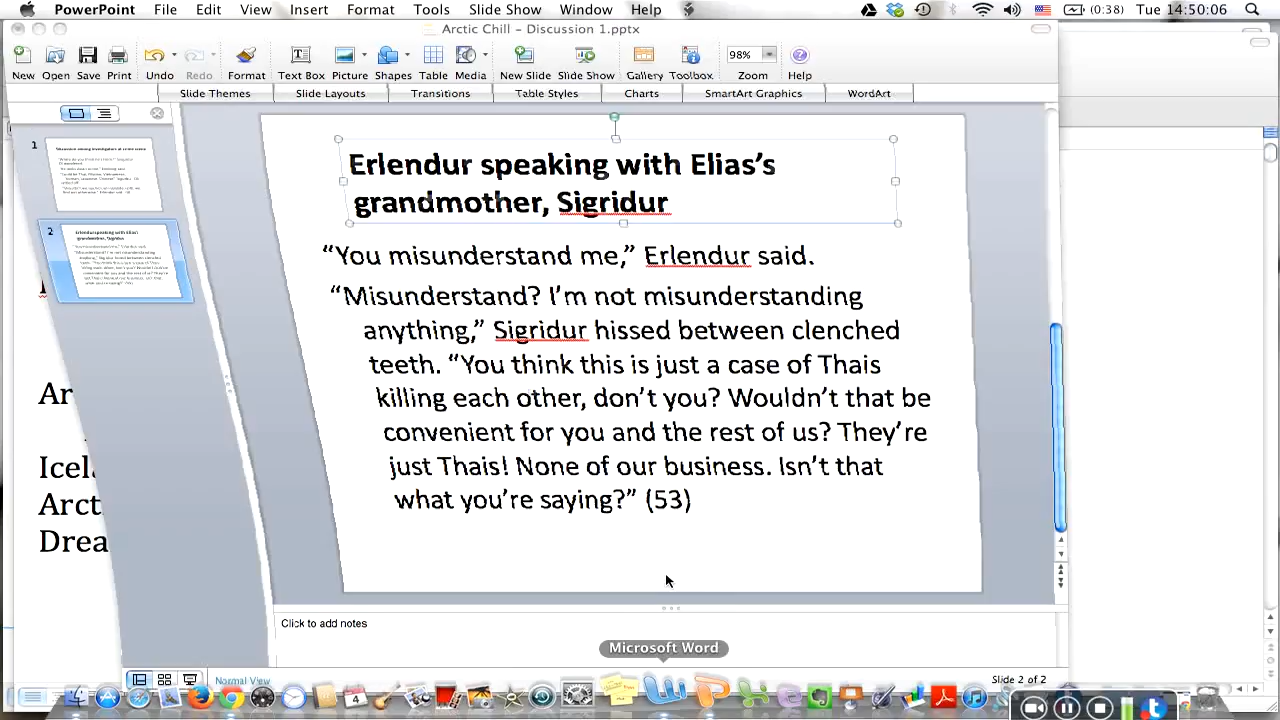 PowerPoint File Edit View Insert Format Tools Slide Show Window Help (0:38) Tue 14:50:06
Arctic Chill – Discussion 1.pptx
98%
New Open Save Print Undo Redo Format Text Box Picture Shapes Table Media New Slide Slide Show Gallery Toolbox Zoom Help
Slide Themes Slide Layouts Transitions Table Styles Charts SmartArt Graphics WordArt
1
2
Erlendur speaking with Elias’s
grandmother, Sigridur
“You misunderstand me,” Erlendur said.
“Misunderstand? I’m not misunderstanding
anything,” Sigridur hissed between clenched
teeth. “You think this is just a case of Thais
killing each other, don’t you? Wouldn’t that be
convenient for you and the rest of us? They’re
just Thais! None of our business. Isn’t that
what you’re saying?” (53)
Ar
Icela
Arct
Drea
Click to add notes
Microsoft Word
Normal View
Slide 2 of 2